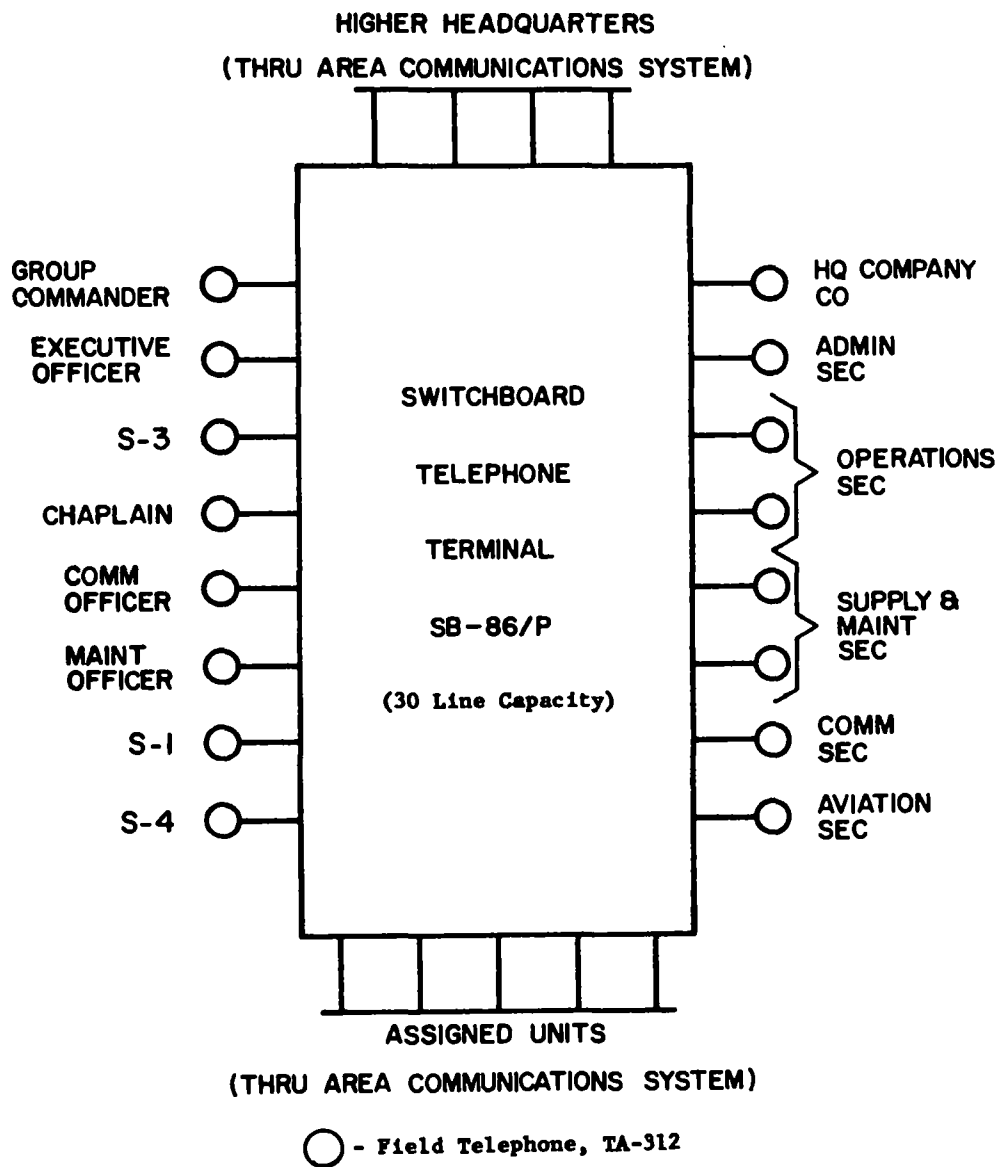 HIGHER HEADQUARTERS
(THRU AREA COMMUNICATIONS SYSTEM)
GROUP
COMMANDER
EXECUTIVE
OFFICER
S-3
CHAPLAIN
COMM
OFFICER
MAINT
OFFICER
S-1
S-4
SWITCHBOARD
TELEPHONE
TERMINAL
SB-86/P
(30 Line Capacity)
HQ COMPANY
CO
ADMIN
SEC
OPERATIONS
SEC
SUPPLY &
MAINT
SEC
COMM
SEC
AVIATION
SEC
ASSIGNED UNITS
(THRU AREA COMMUNICATIONS SYSTEM)
- Field Telephone, TA-312